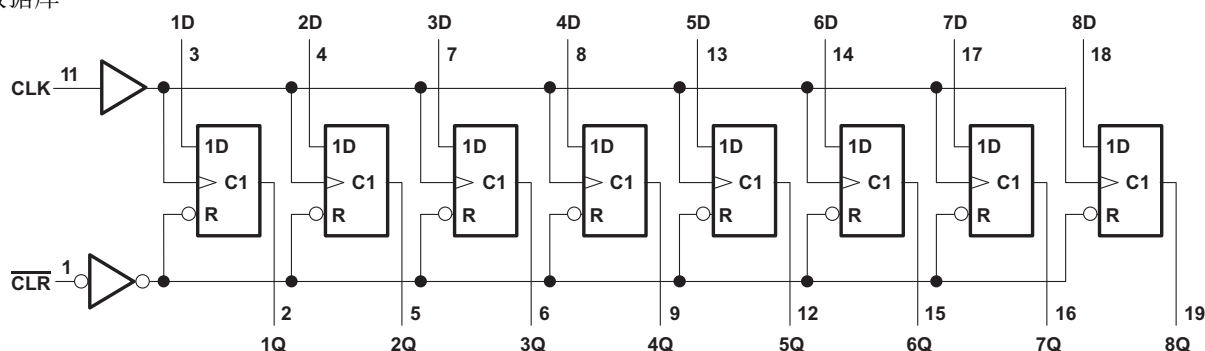 1D 2D 3D 4D 5D 6D 7D 8D
3 4 7 8 13 14 17 18
CLK 11
1D 1D 1D 1D 1D 1D 1D 1D
C1 C1 C1 C1 C1 C1 C1 C1
R R R R R R R R
CLR 1
2 5 6 9 12 15 16 19
1Q 2Q 3Q 4Q 5Q 6Q 7Q 8Q